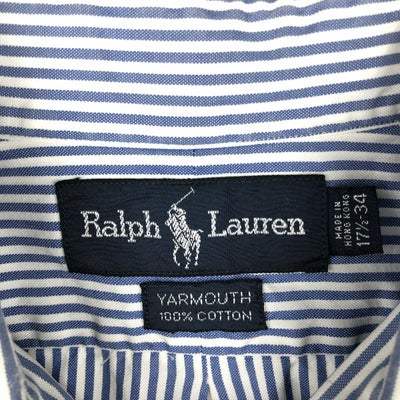 Ralph Lauren
MADE IN
HONG KONG
17½-34
YARMOUTH
100% COTTON